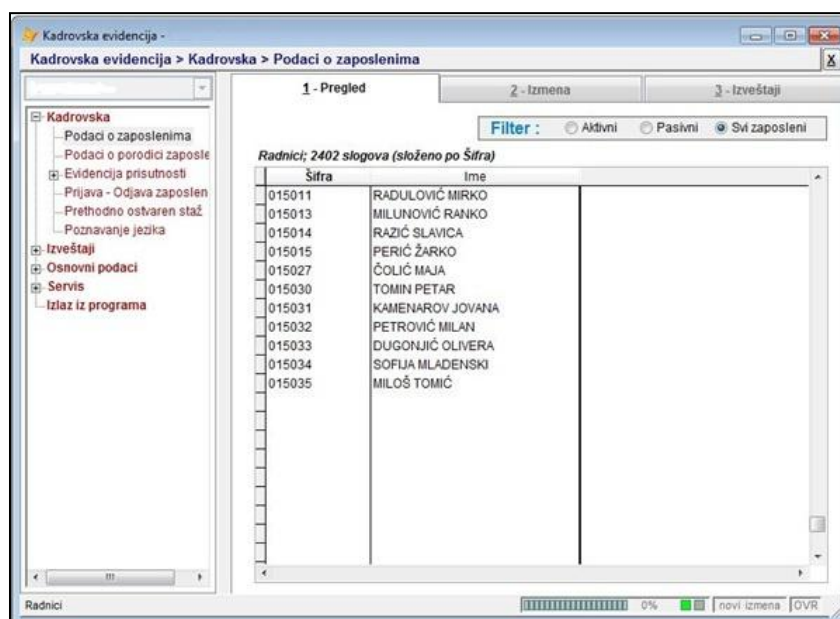 Kadrovska evidencija -
Kadrovska evidencija > Kadrovska > Podaci o zaposlenima
X
1 - Pregled
2 - Izmena
3 - Izveštaji
Kadrovska
Podaci o zaposlenima
Podaci o porodici zaposle
Evidencija prisutnosti
Prijava - Odjava zaposlen
Prethodno ostvaren staž
Poznavanje jezika
Izveštaji
Osnovni podaci
Servis
Izlaz iz programa
Filter : Aktivni Pasivni Svi zaposleni
Radnici; 2402 slogova (složeno po Šifra)
Šifra Ime
015011 RADULOVIĆ MIRKO
015013 MILUNOVIĆ RANKO
015014 RAZIĆ SLAVICA
015015 PERIĆ ŽARKO
015027 ČOLIĆ MAJA
015030 TOMIN PETAR
015031 KAMENAROV JOVANA
015032 PETROVIĆ MILAN
015033 DUGONJIĆ OLIVERA
015034 SOFIJA MLADENSKI
015035 MILOŠ TOMIĆ
Radnici 0% novi izmena OVR